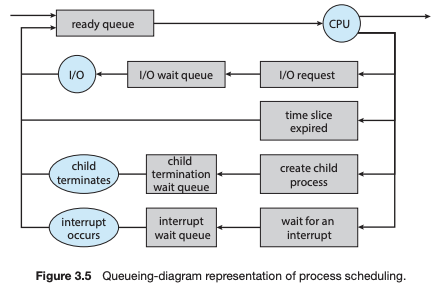 ready queue
CPU
I/O
I/O wait queue
I/O request
time slice
expired
child
terminates
child
termination
wait queue
create child
process
interrupt
occurs
interrupt
wait queue
wait for an
interrupt
Figure 3.5 Queueing-diagram representation of process scheduling.